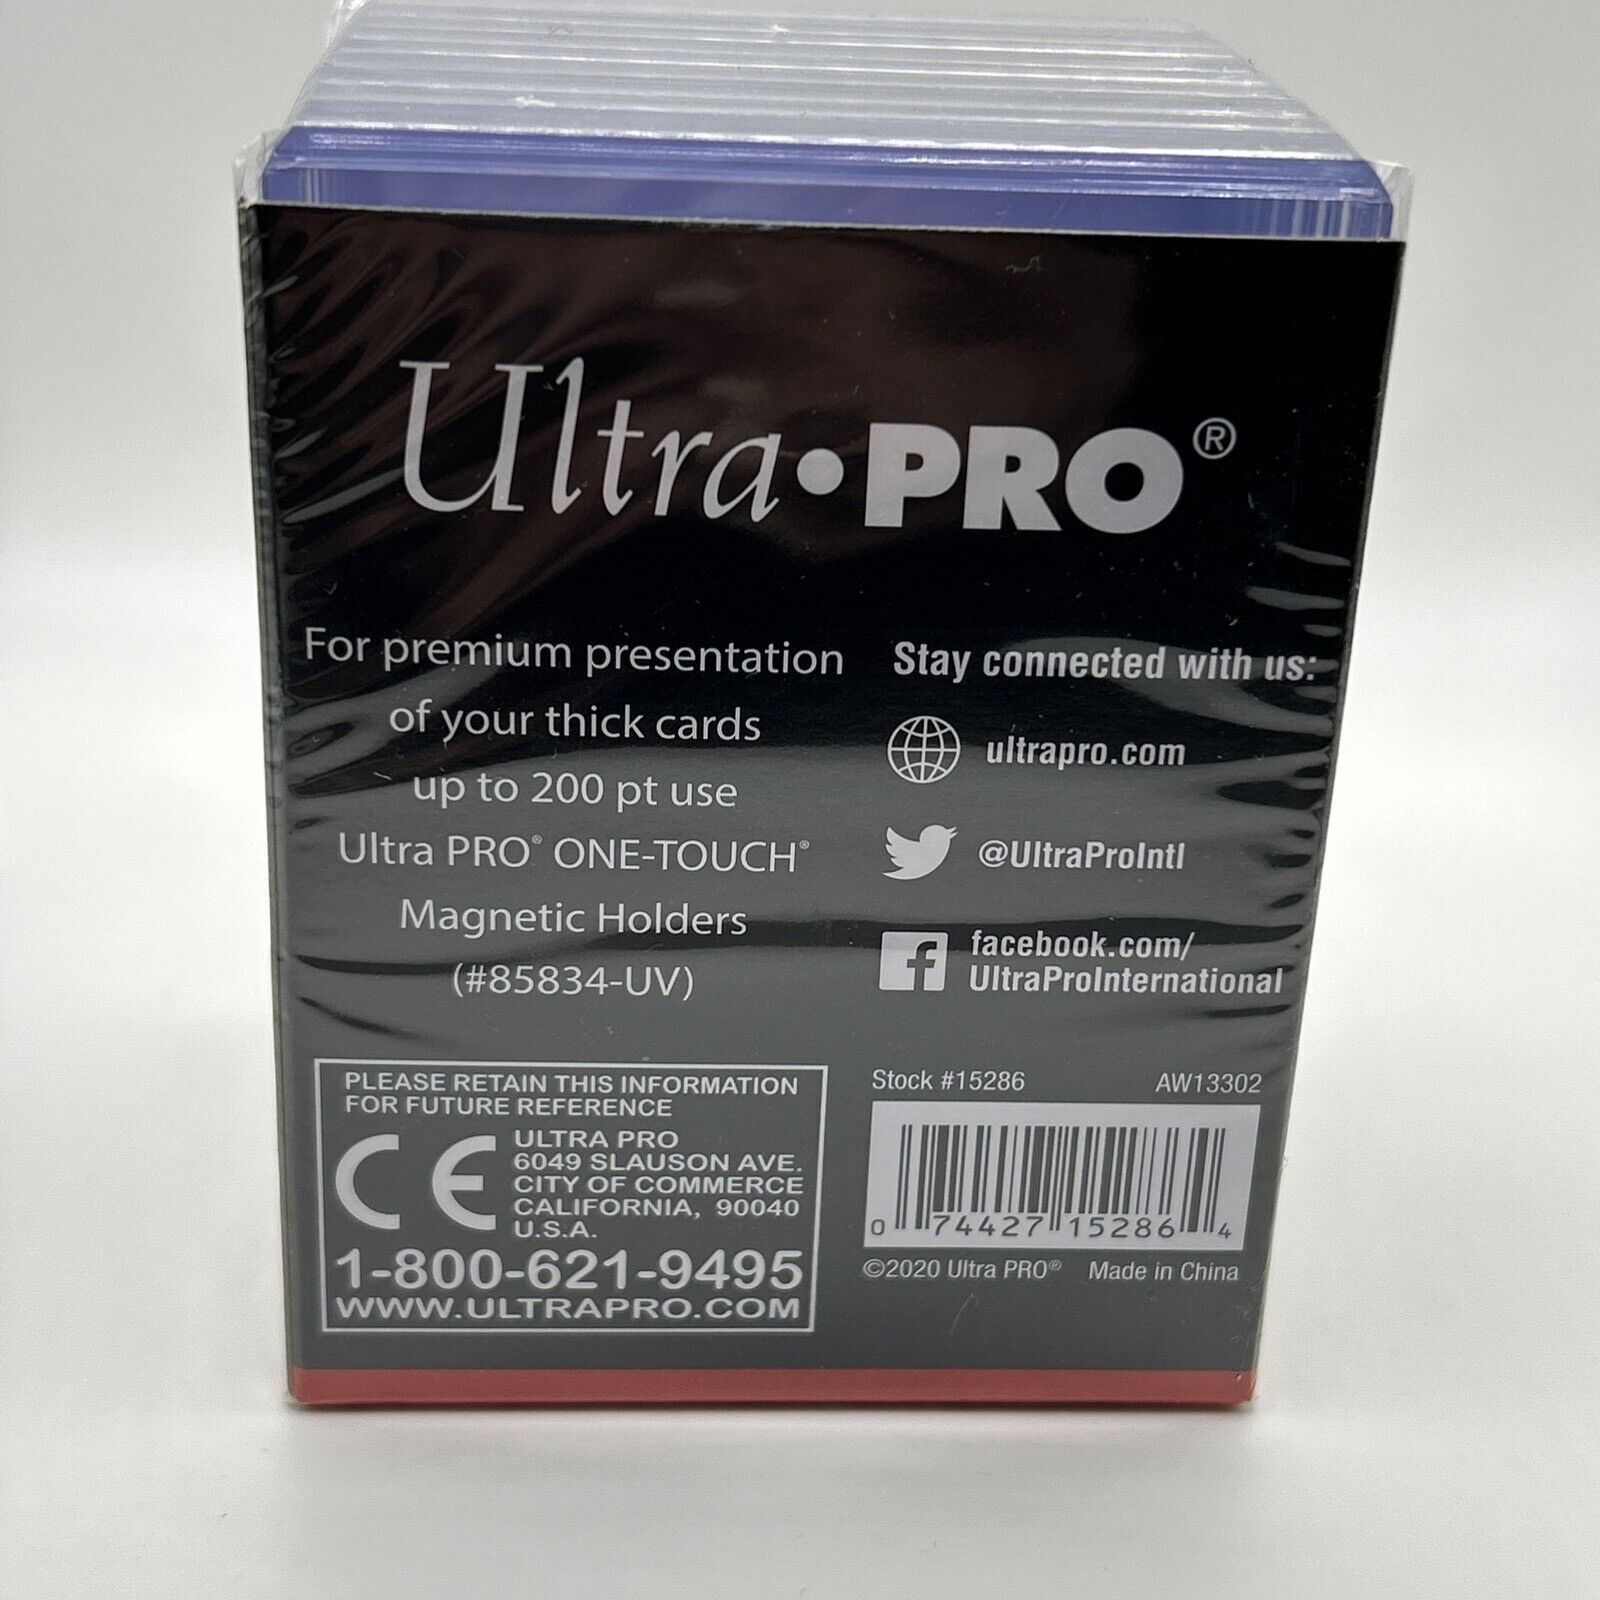 Ultra•PRO®
For premium presentation
of your thick cards
up to 200 pt use
Ultra PRO® ONE-TOUCH®
Magnetic Holders
(#85834-UV)
Stay connected with us:
ultrapro.com
@UltraProIntl
facebook.com/
UltraProInternational
PLEASE RETAIN THIS INFORMATION
FOR FUTURE REFERENCE
CE
ULTRA PRO
6049 SLAUSON AVE.
CITY OF COMMERCE
CALIFORNIA, 90040
U.S.A.
1-800-621-9495
WWW.ULTRAPRO.COM
Stock #15286 AW13302
0 74427 15286 4
©2020 Ultra PRO® Made in China